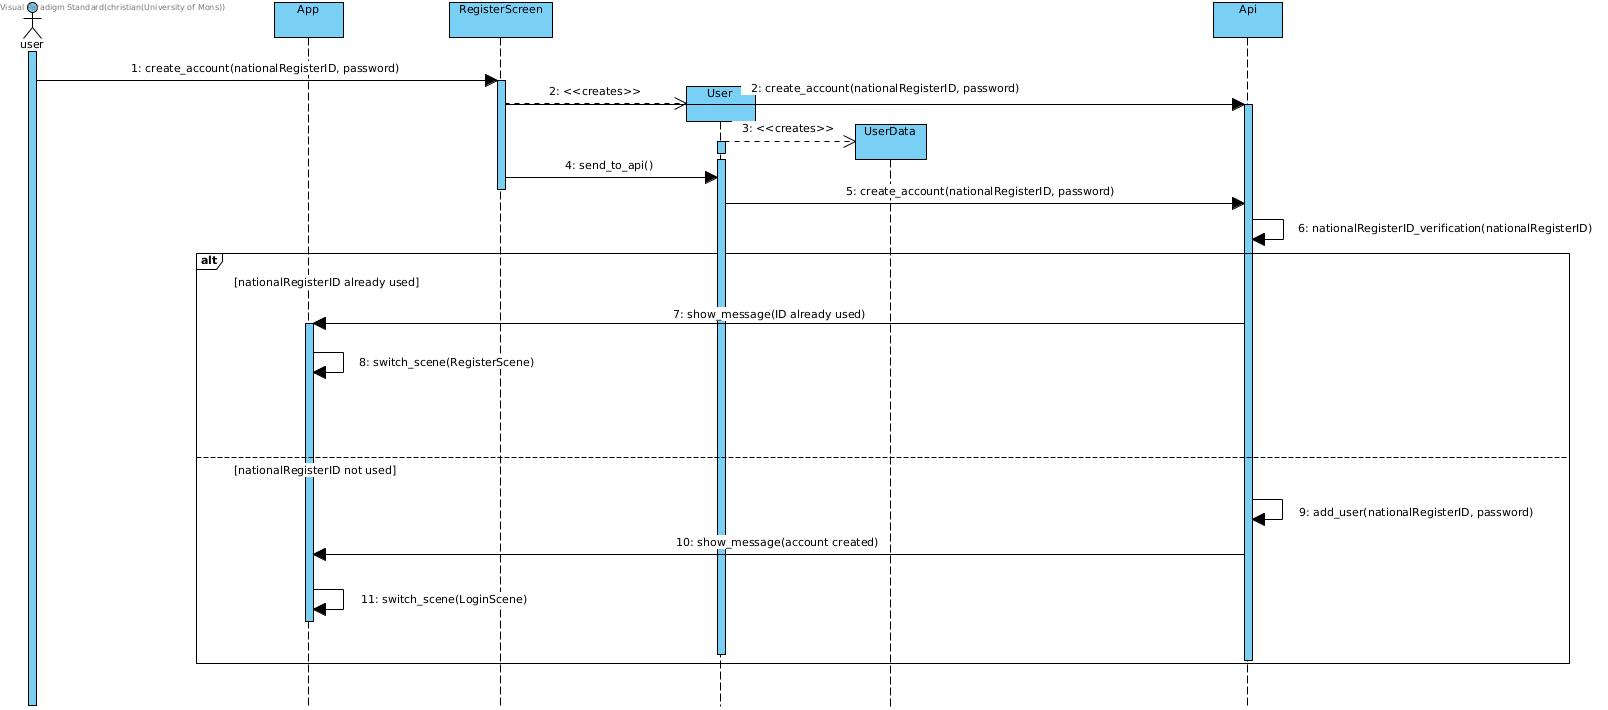 Visual Paradigm Standard(christian(University of Mons))
user
App
RegisterScreen
Api
1: create_account(nationalRegisterID, password)
2: <<creates>>
User
2: create_account(nationalRegisterID, password)
3: <<creates>>
UserData
4: send_to_api()
5: create_account(nationalRegisterID, password)
6: nationalRegisterID_verification(nationalRegisterID)
alt
[nationalRegisterID already used]
7: show_message(ID already used)
8: switch_scene(RegisterScene)
[nationalRegisterID not used]
9: add_user(nationalRegisterID, password)
10: show_message(account created)
11: switch_scene(LoginScene)